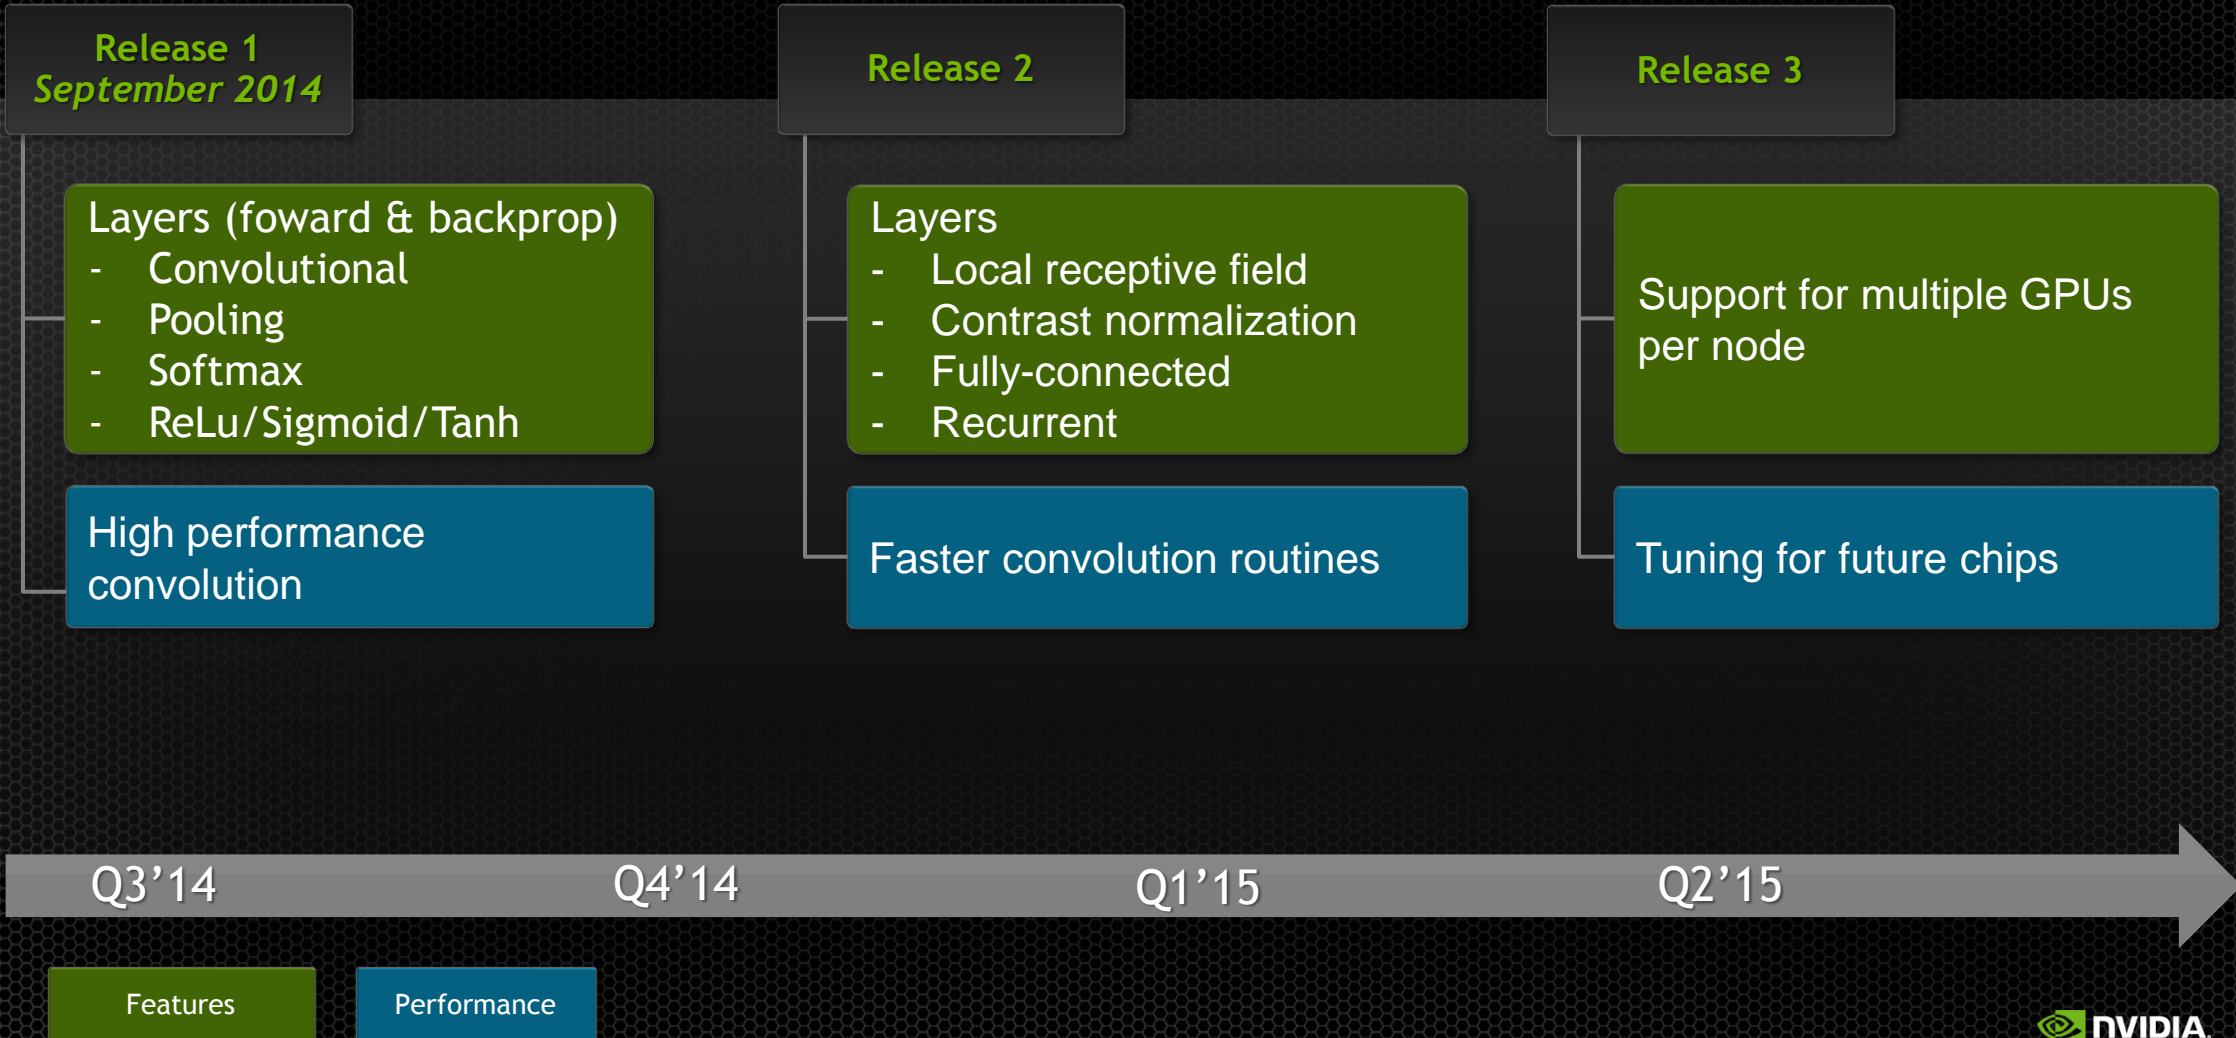 Release 1
September 2014
Layers (foward & backprop)
- Convolutional
- Pooling
- Softmax
- ReLu/Sigmoid/Tanh
High performance
convolution
Release 2
Layers
- Local receptive field
- Contrast normalization
- Fully-connected
- Recurrent
Faster convolution routines
Release 3
Support for multiple GPUs
per node
Tuning for future chips
Q3’14
Q4’14
Q1’15
Q2’15
Features
Performance
NVIDIA.